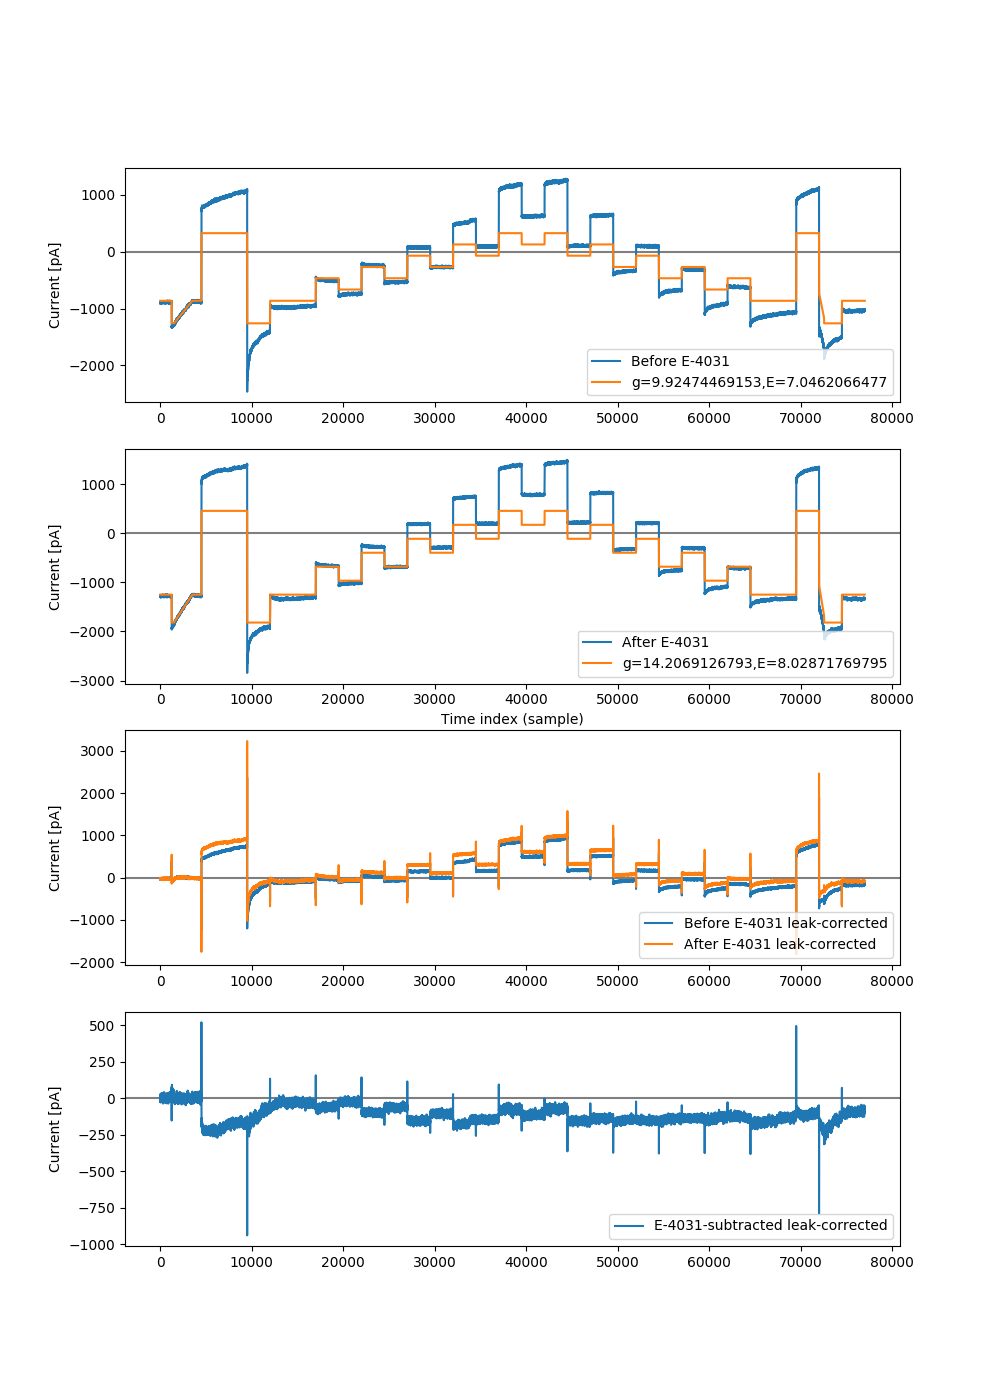 1000
0
−1000
−2000
Current [pA]
Before E-4031
g=9.92474469153,E=7.0462066477
0 10000 20000 30000 40000 50000 60000 70000 80000
1000
0
−1000
−2000
−3000
Current [pA]
After E-4031
g=14.2069126793,E=8.02871769795
0 10000 20000 30000 40000 50000 60000 70000 80000
Time index (sample)
3000
2000
1000
0
−1000
−2000
Current [pA]
Before E-4031 leak-corrected
After E-4031 leak-corrected
0 10000 20000 30000 40000 50000 60000 70000 80000
500
250
0
−250
−500
−750
−1000
Current [pA]
E-4031-subtracted leak-corrected
0 10000 20000 30000 40000 50000 60000 70000 80000